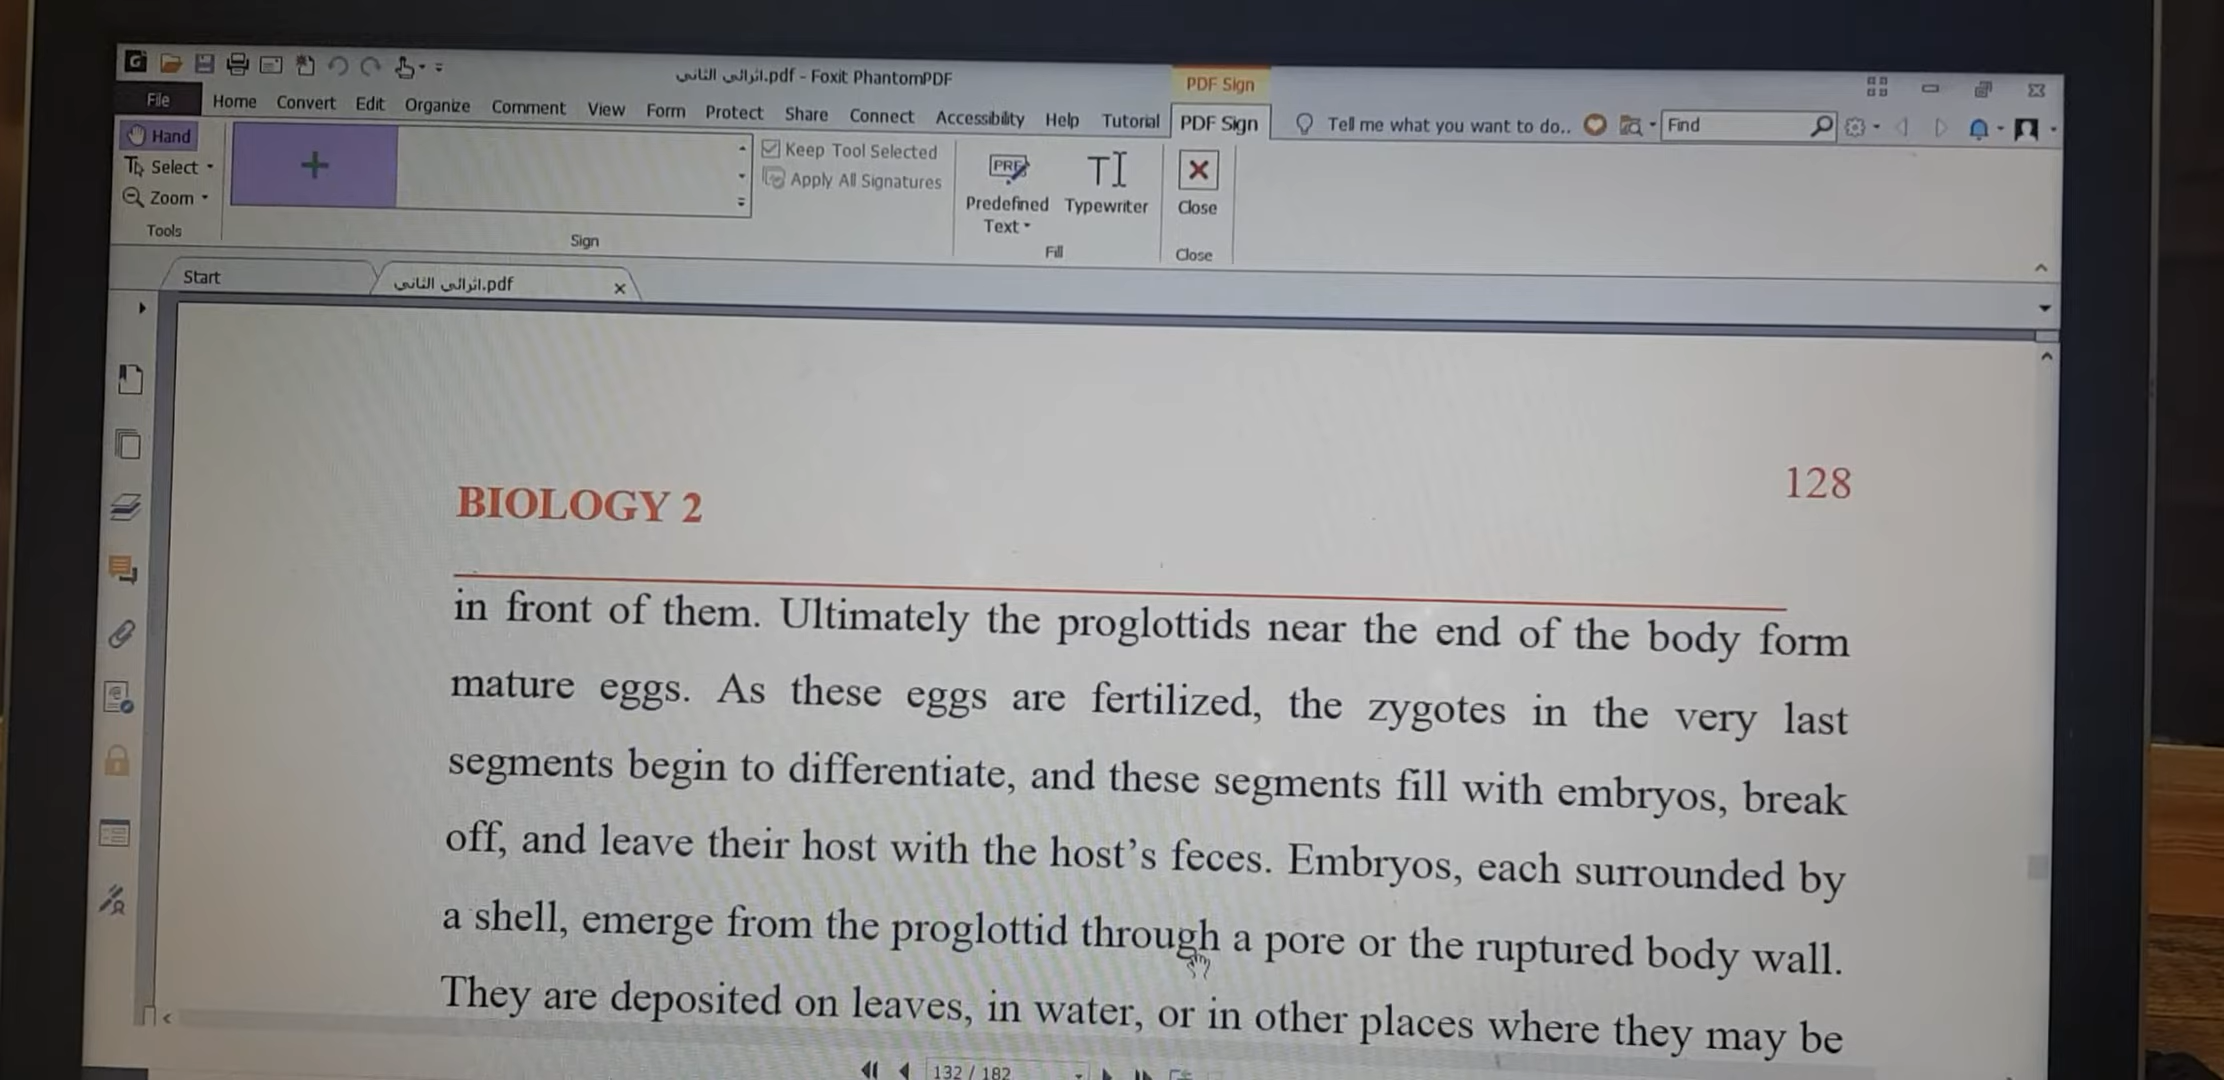 اثرائي الثاني.pdf - Foxit PhantomPDF
PDF Sign
File Home Convert Edit Organize Comment View Form Protect Share Connect Accessibility Help Tutorial PDF Sign Tell me what you want to do.. Find
Hand
Select
Zoom
Tools
Keep Tool Selected
Apply All Signatures
Sign
PRE
Predefined Text
Typewriter
Fill
Close
Close
Start
اثرائي الثاني.pdf
BIOLOGY 2
128
in front of them. Ultimately the proglottids near the end of the body form
mature eggs. As these eggs are fertilized, the zygotes in the very last
segments begin to differentiate, and these segments fill with embryos, break
off, and leave their host with the host's feces. Embryos, each surrounded by
a shell, emerge from the proglottid through a pore or the ruptured body wall.
They are deposited on leaves, in water, or in other places where they may be
132 / 182